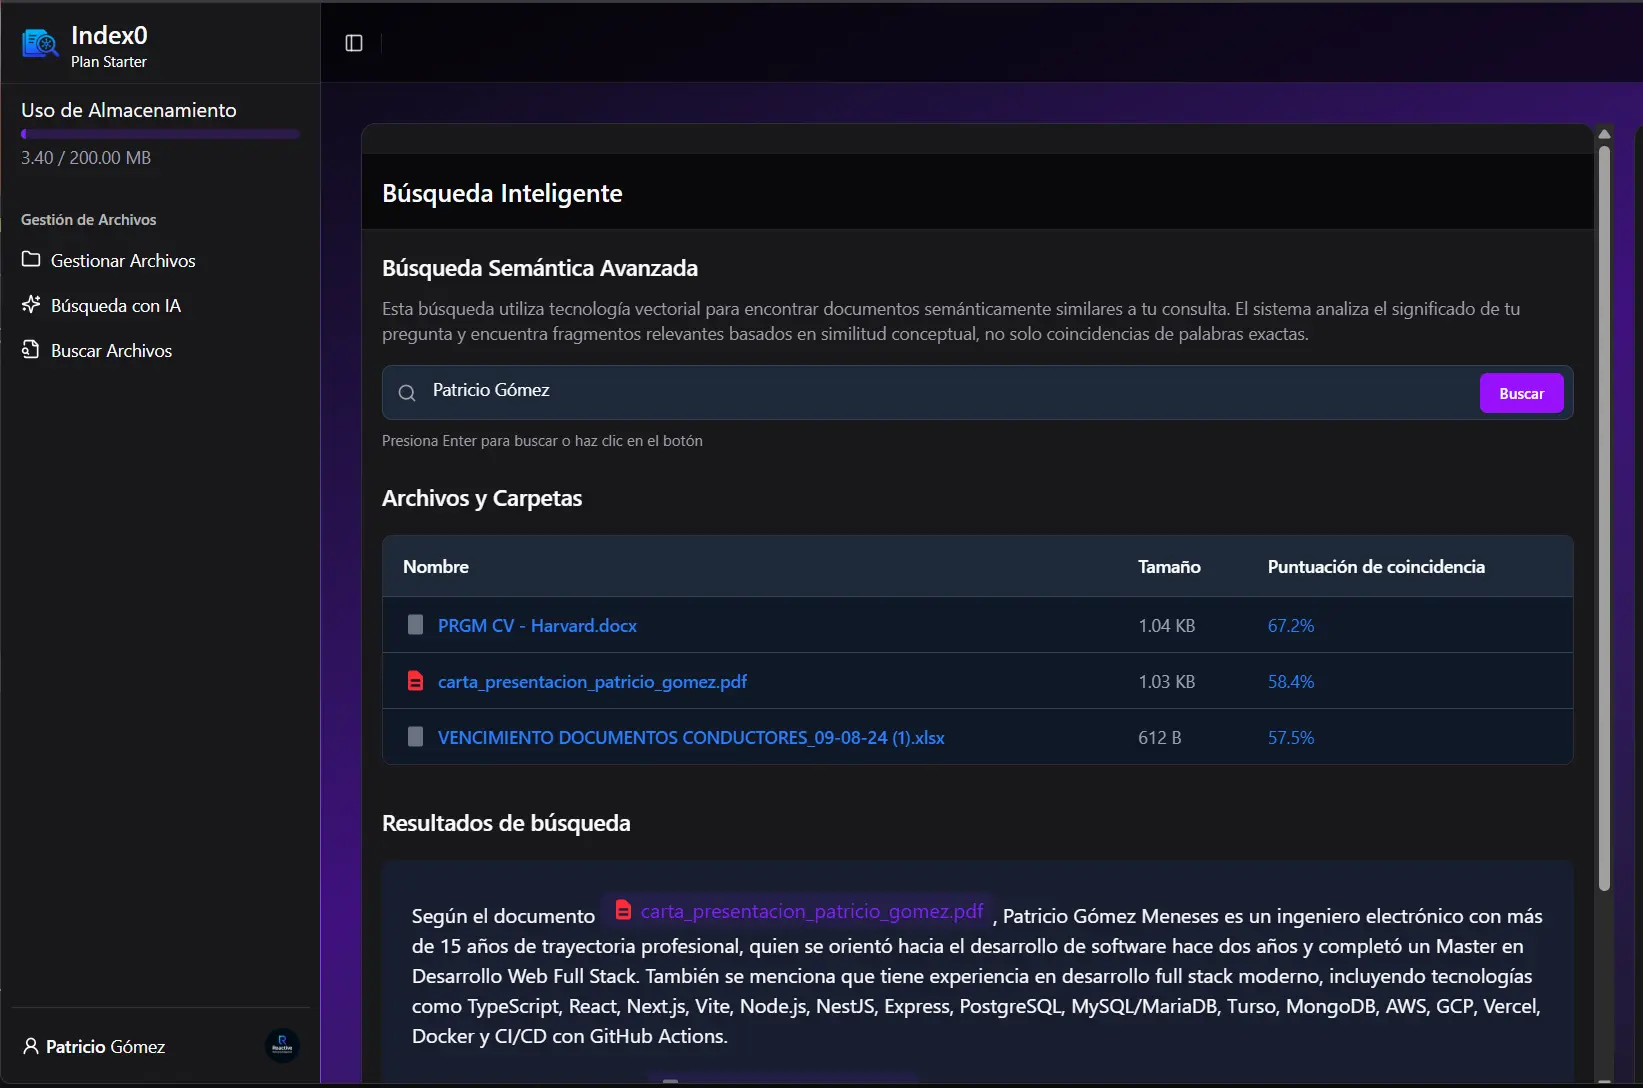 Index0
Plan Starter
Uso de Almacenamiento
3.40 / 200.00 MB
Gestión de Archivos
Gestionar Archivos
Búsqueda con IA
Buscar Archivos
Búsqueda Inteligente
Búsqueda Semántica Avanzada
Esta búsqueda utiliza tecnología vectorial para encontrar documentos semánticamente similares a tu consulta. El sistema analiza el significado de tu
pregunta y encuentra fragmentos relevantes basados en similitud conceptual, no solo coincidencias de palabras exactas.
Patricio Gómez
Buscar
Presiona Enter para buscar o haz clic en el botón
Archivos y Carpetas
Nombre Tamaño Puntuación de coincidencia
PRGM CV - Harvard.docx 1.04 KB 67.2%
carta_presentacion_patricio_gomez.pdf 1.03 KB 58.4%
VENCIMIENTO DOCUMENTOS CONDUCTORES_09-08-24 (1).xlsx 612 B 57.5%
Resultados de búsqueda
Según el documento carta_presentacion_patricio_gomez.pdf , Patricio Gómez Meneses es un ingeniero electrónico con más
de 15 años de trayectoria profesional, quien se orientó hacia el desarrollo de software hace dos años y completó un Master en
Desarrollo Web Full Stack. También se menciona que tiene experiencia en desarrollo full stack moderno, incluyendo tecnologías
como TypeScript, React, Next.js, Vite, Node.js, NestJS, Express, PostgreSQL, MySQL/MariaDB, Turso, MongoDB, AWS, GCP, Vercel,
Docker y CI/CD con GitHub Actions.
Patricio Gómez